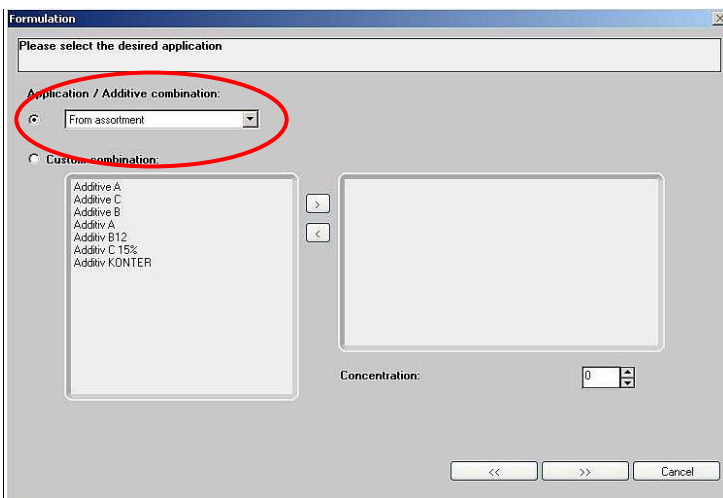 Formulation
Please select the desired application
Application / Additive combination:
From assortment
Custom combination:
Additive A
Additive C
Additive B
Additiv A
Additiv B12
Additiv C 15%
Additiv KONTER
>
<
Concentration:
0
<<
>>
Cancel